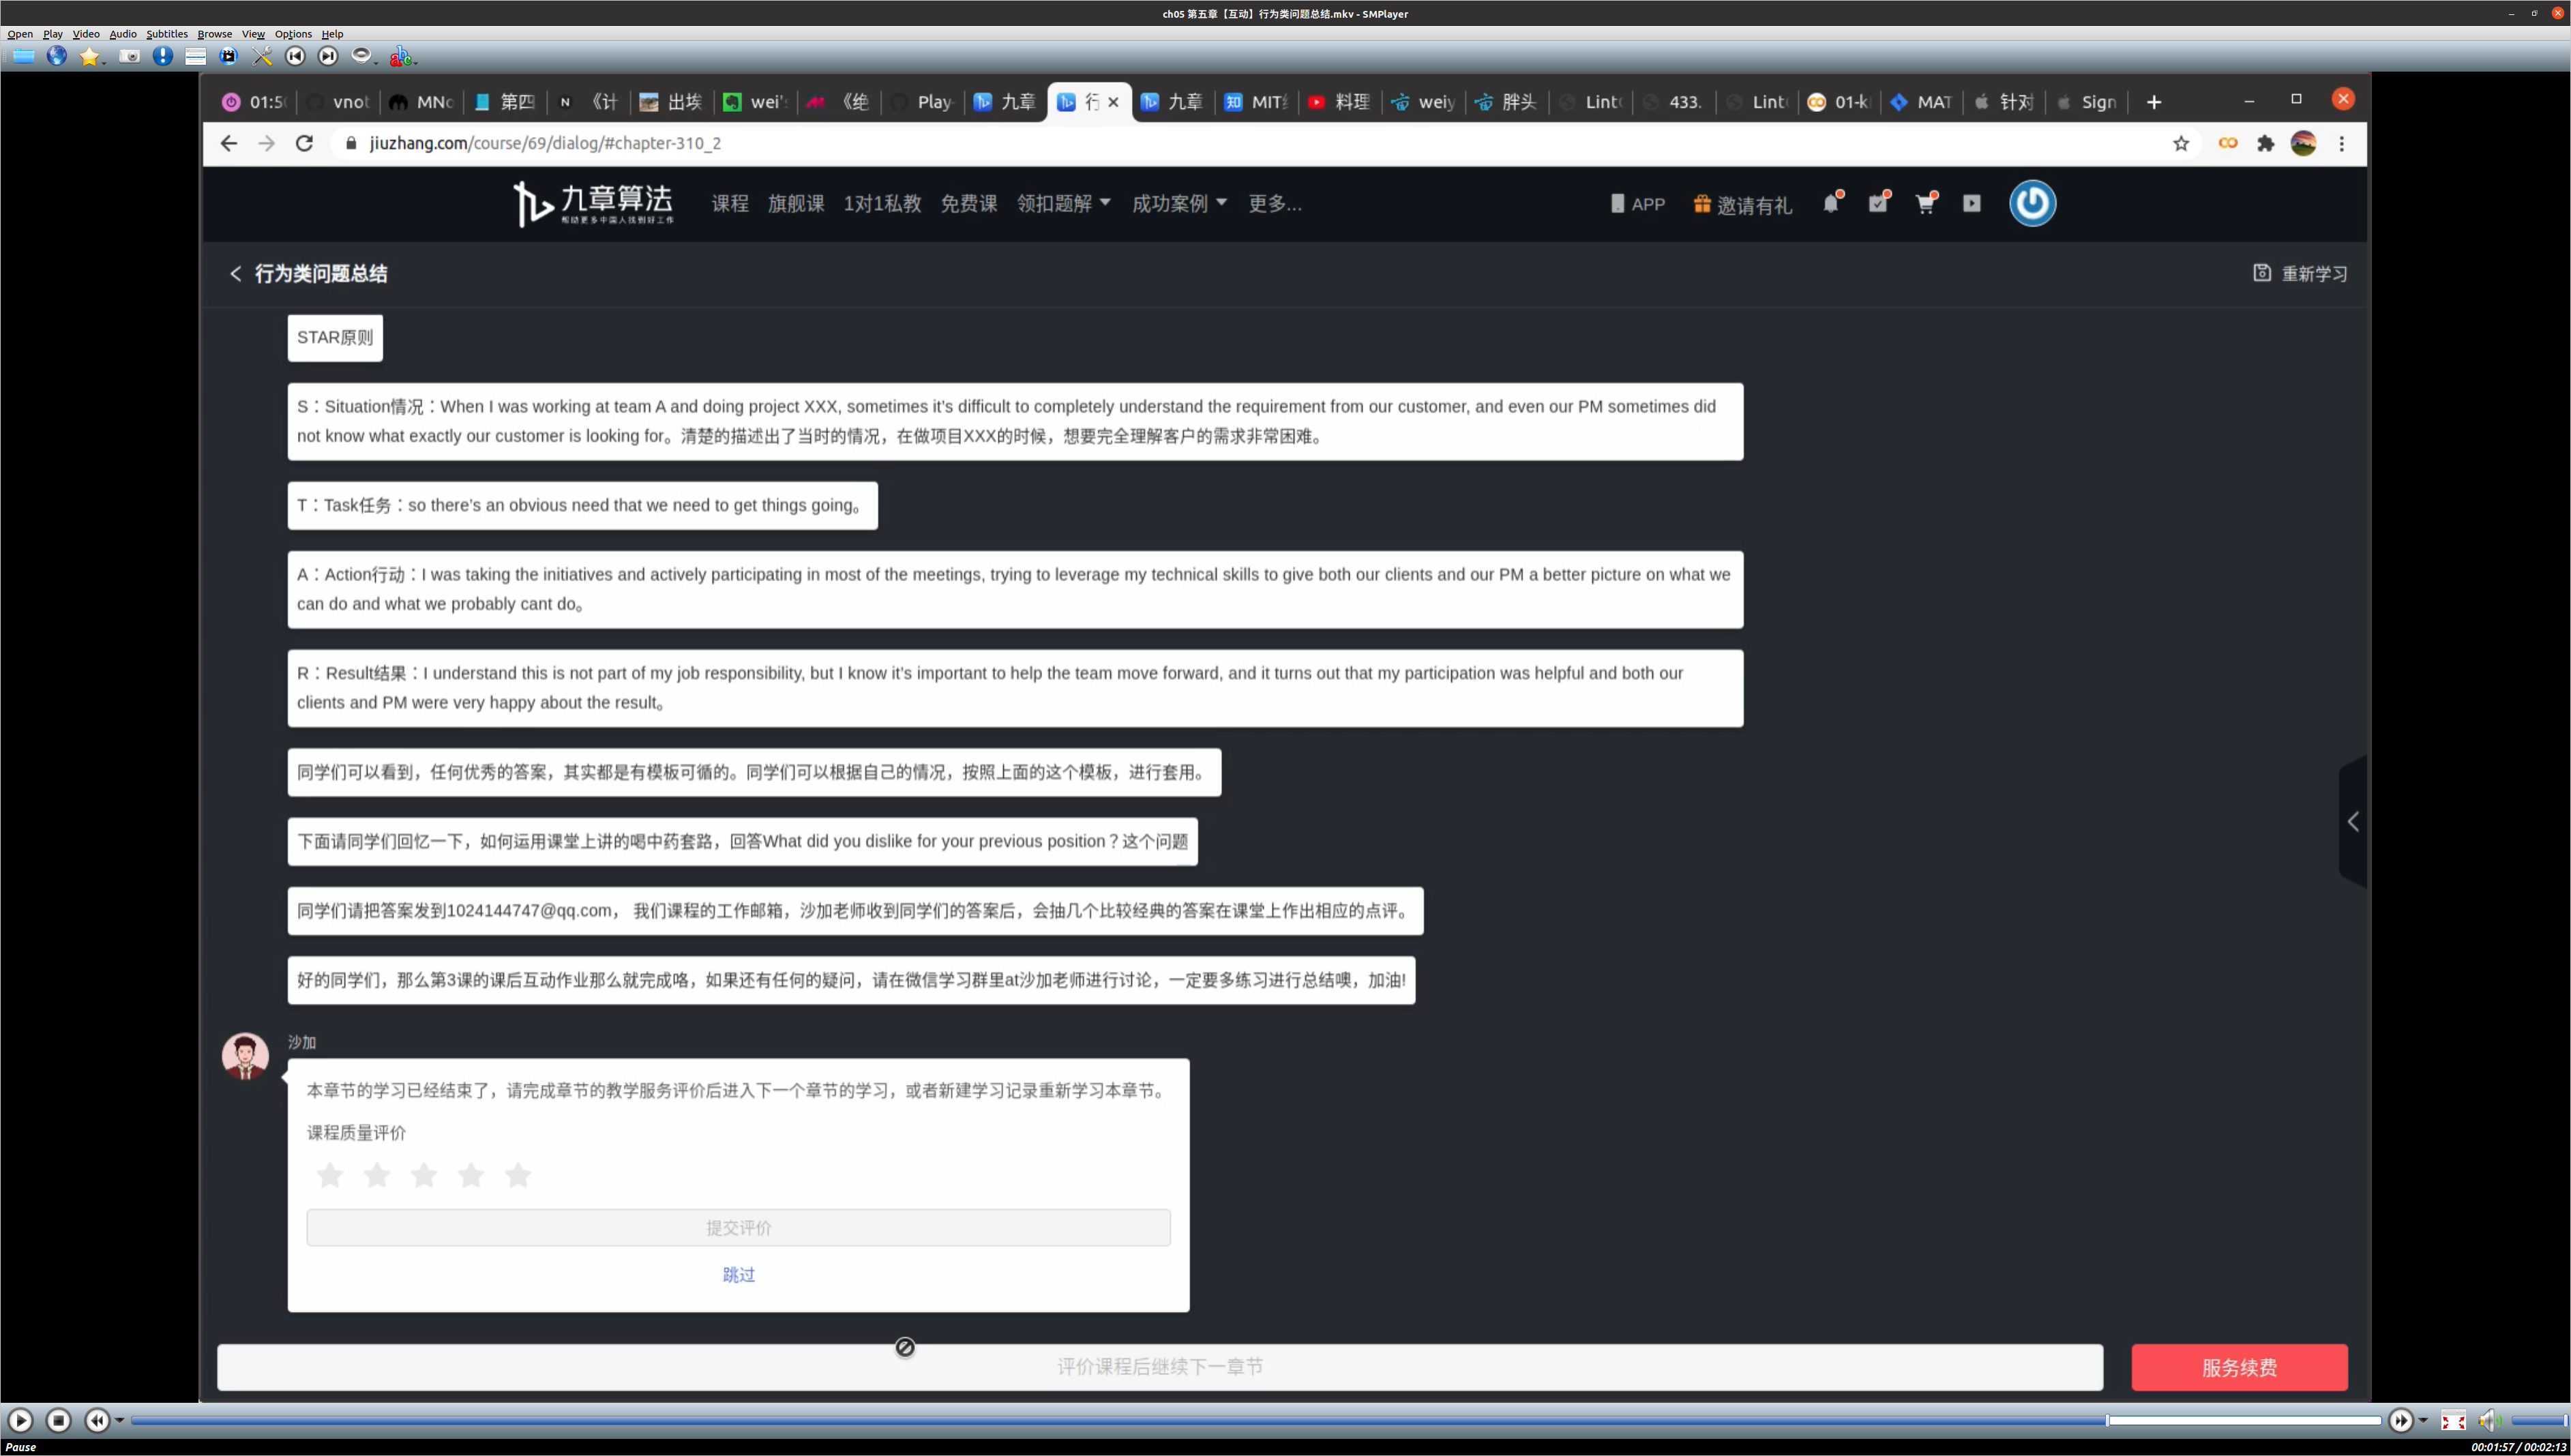 ch05 第五章【互动】行为类问题总结.mkv - SMPlayer
Open Play Video Audio Subtitles Browse View Options Help
01:5 vnot MNo 第四 《计 出埃 wei's 《绝 Play- 九章 行 九章 MIT 料理 weiy 胖头 Lint 433. Lint 01-k MAT 针对 Sign
jiuzhang.com/course/69/dialog/#chapter-310_2
九章算法 课程 旗舰课 1对1私教 免费课 领扣题解 成功案例 更多... APP 邀请有礼
帮助更多中国人找到好工作
行为类问题总结 重新学习
STAR原则
S：Situation情况：When I was working at team A and doing project XXX, sometimes it's difficult to completely understand the requirement from our customer, and even our PM sometimes did
not know what exactly our customer is looking for。清楚的描述出了当时的情况，在做项目XXX的时候，想要完全理解客户的需求非常困难。
T：Task任务：so there's an obvious need that we need to get things going。
A：Action行动：I was taking the initiatives and actively participating in most of the meetings, trying to leverage my technical skills to give both our clients and our PM a better picture on what we
can do and what we probably cant do。
R：Result结果：I understand this is not part of my job responsibility, but I know it's important to help the team move forward, and it turns out that my participation was helpful and both our
clients and PM were very happy about the result。
同学们可以看到，任何优秀的答案，其实都是有模板可循的。同学们可以根据自己的情况，按照上面的这个模板，进行套用。
下面请同学们回忆一下，如何运用课堂上讲的喝中药套路，回答What did you dislike for your previous position？这个问题
同学们请把答案发到1024144747@qq.com， 我们课程的工作邮箱，沙加老师收到同学们的答案后，会抽几个比较经典的答案在课堂上作出相应的点评。
好的同学们，那么第3课的课后互动作业那么就完成咯，如果还有任何的疑问，请在微信学习群里at沙加老师进行讨论，一定要多练习进行总结噢，加油!
沙加
本章节的学习已经结束了，请完成章节的教学服务评价后进入下一个章节的学习，或者新建学习记录重新学习本章节。
课程质量评价
提交评价
跳过
评价课程后继续下一章节 服务续费
Pause 00:01:57 / 00:02:13